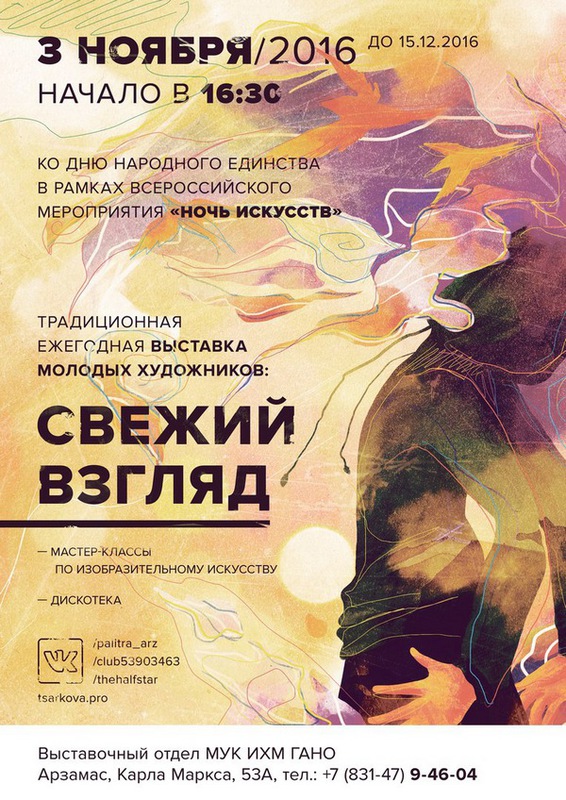 3 НОЯБРЯ/2016 ДО 15.12.2016
НАЧАЛО В 16:30
КО ДНЮ НАРОДНОГО ЕДИНСТВА
В РАМКАХ ВСЕРОССИЙСКОГО
МЕРОПРИЯТИЯ «НОЧЬ ИСКУССТВ»
ТРАДИЦИОННАЯ
ЕЖЕГОДНАЯ ВЫСТАВКА
МОЛОДЫХ ХУДОЖНИКОВ:
СВЕЖИЙ
ВЗГЛЯД
— МАСТЕР-КЛАССЫ
ПО ИЗОБРАЗИТЕЛЬНОМУ ИСКУССТВУ
— ДИСКОТЕКА
/palitra_arz
/club53903463
/thehalfstar
tsarkova.pro
Выставочный отдел МУК ИХМ ГАНО
Арзамас, Карла Маркса, 53А, тел.: +7 (831-47) 9-46-04